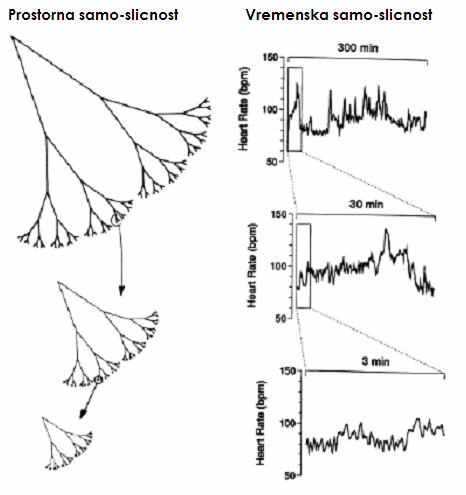 Prostorna samo-slicnost
Vremenska samo-slicnost
300 min
150
100
50
Heart Rate (bpm)
30 min
150
100
50
Heart Rate (bpm)
3 min
150
100
50
Heart Rate (bpm)